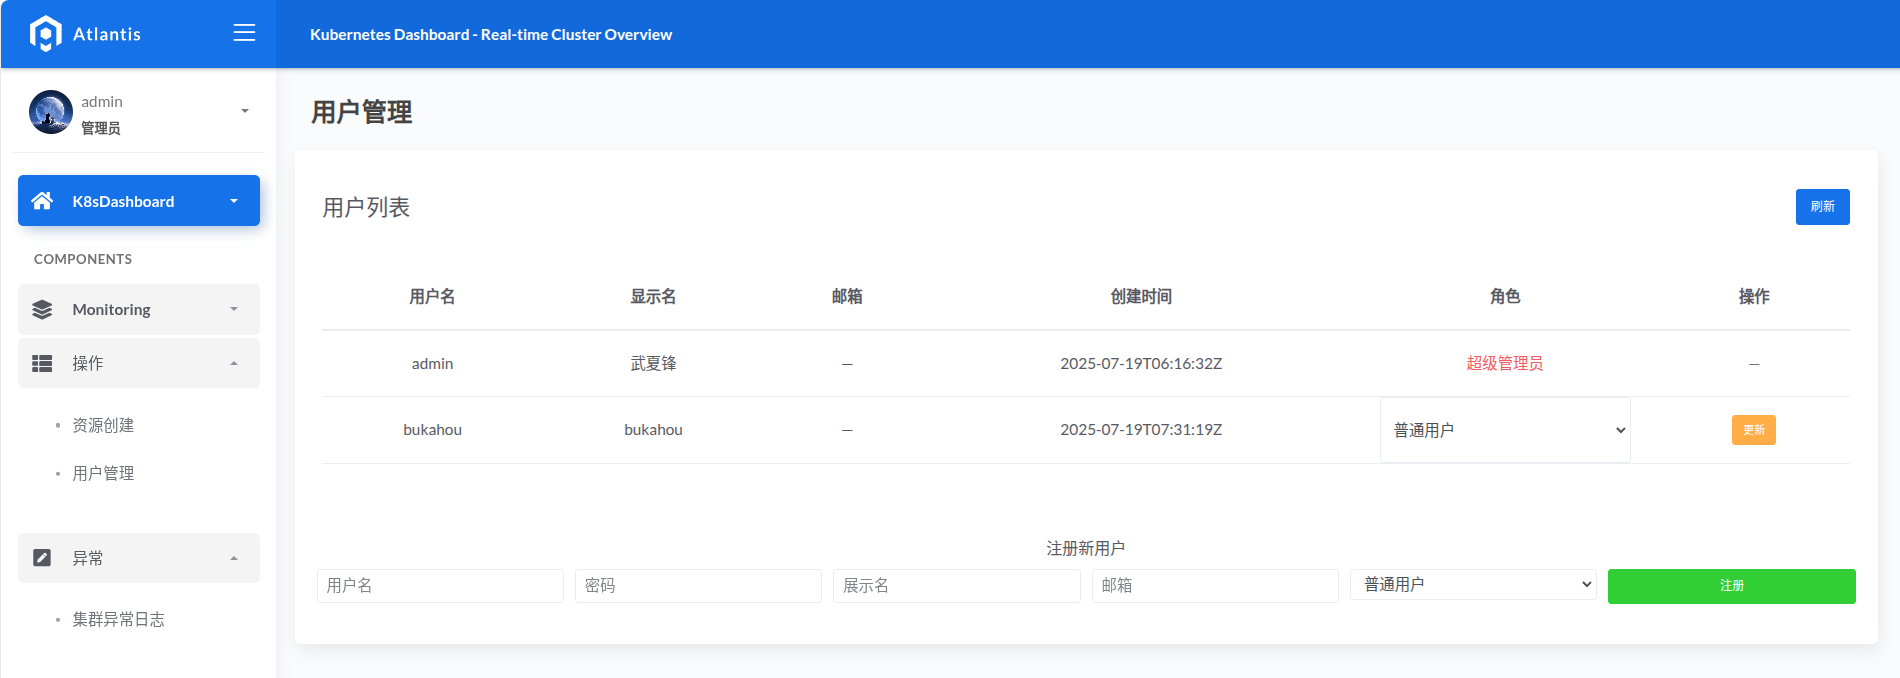 Atlantis
Kubernetes Dashboard - Real-time Cluster Overview
admin
管理员
K8sDashboard
COMPONENTS
Monitoring
操作
资源创建
用户管理
异常
集群异常日志
用户管理
用户列表
刷新
用户名 显示名 邮箱 创建时间 角色 操作
admin 武夏锋 — 2025-07-19T06:16:32Z 超级管理员 —
bukahou bukahou — 2025-07-19T07:31:19Z 普通用户 更新
注册新用户
用户名 密码 展示名 邮箱 普通用户 注册